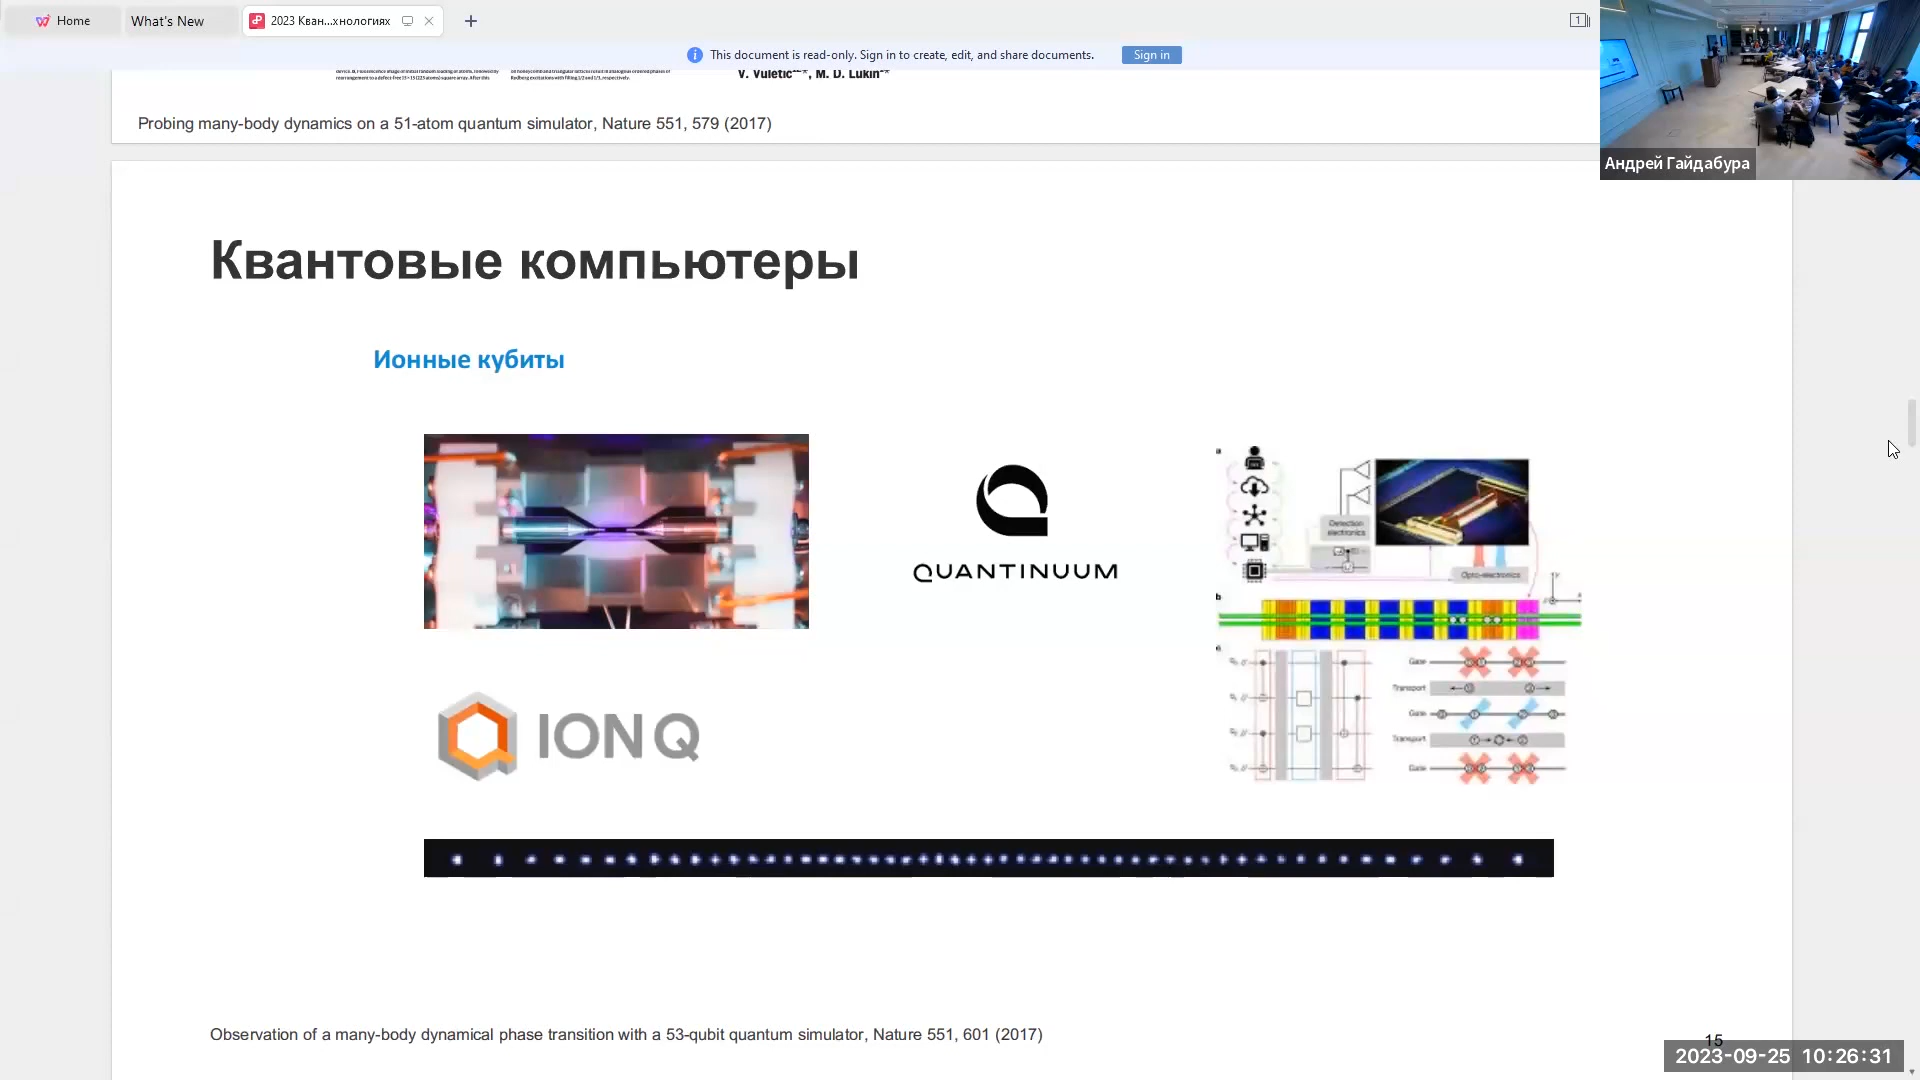 Home
What's New
2023 Кван...хнологиях
1
This document is read-only. Sign in to create, edit, and share documents.
Sign in
V. Vuletić, M. D. Lukin
Probing many-body dynamics on a 51-atom quantum simulator, Nature 551, 579 (2017)
Андрей Гайдабура
Квантовые компьютеры
Ионные кубиты
QUANTINUUM
IONQ
a
Detection
electronics
Opto-electronics
b
Gate
Transport
Gate
Transport
Gate
Observation of a many-body dynamical phase transition with a 53-qubit quantum simulator, Nature 551, 601 (2017)
15
2023-09-25 10:26:31